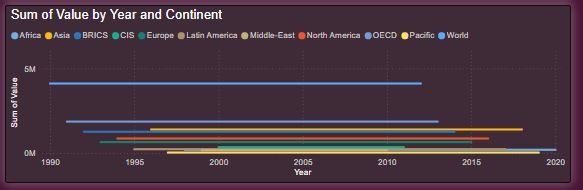 Sum of Value by Year and Continent
Africa Asia BRICS CIS Europe Latin America Middle-East North America OECD Pacific World
5M
0M
Sum of Value
1990 1995 2000 2005 2010 2015 2020
Year